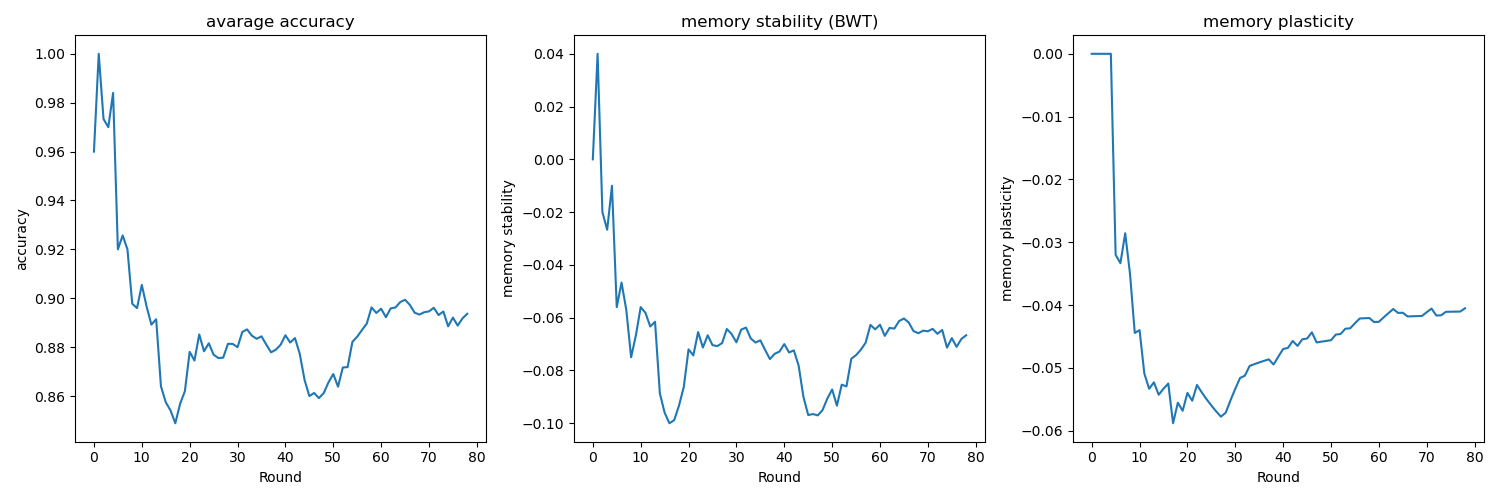 avarage accuracy
accuracy
1.00
0.98
0.96
0.94
0.92
0.90
0.88
0.86
0 10 20 30 40 50 60 70 80
Round
memory stability (BWT)
memory stability
0.04
0.02
0.00
−0.02
−0.04
−0.06
−0.08
−0.10
0 10 20 30 40 50 60 70 80
Round
memory plasticity
memory plasticity
0.00
−0.01
−0.02
−0.03
−0.04
−0.05
−0.06
0 10 20 30 40 50 60 70 80
Round